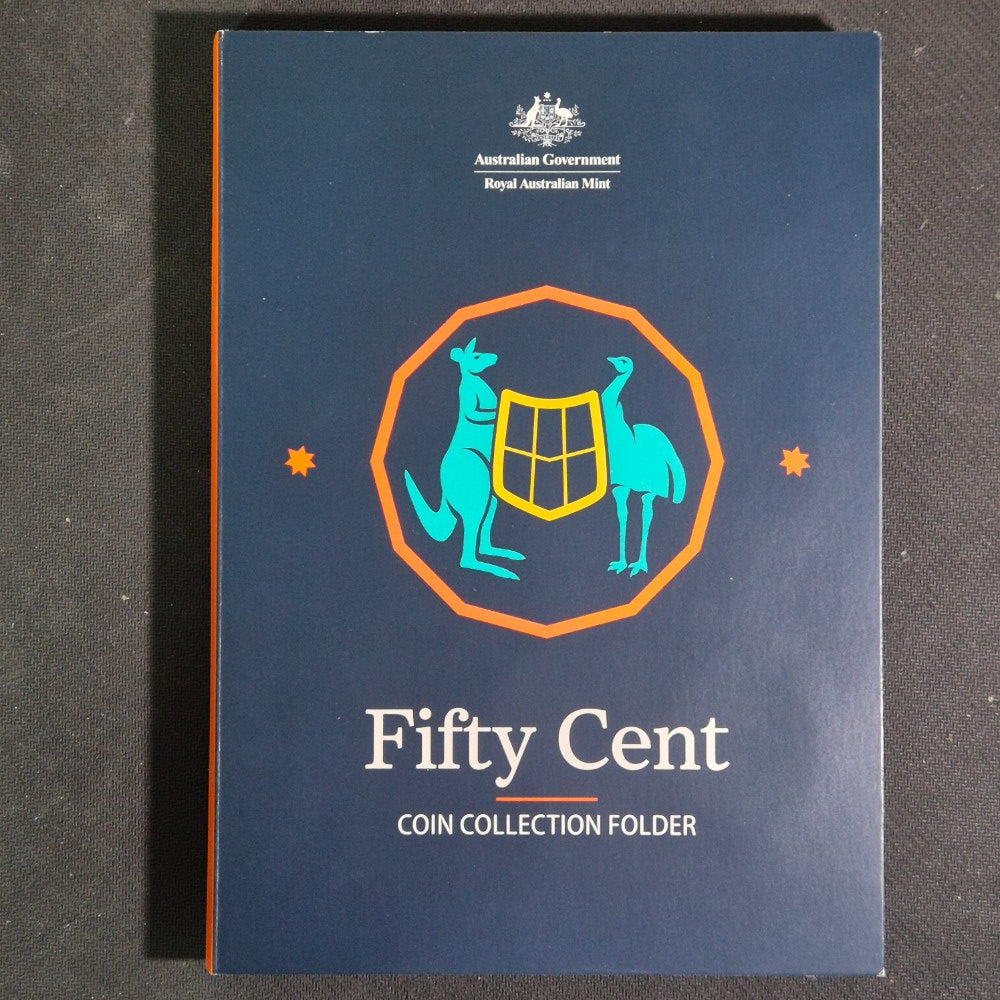 Australian Government
Royal Australian Mint
Fifty Cent
COIN COLLECTION FOLDER